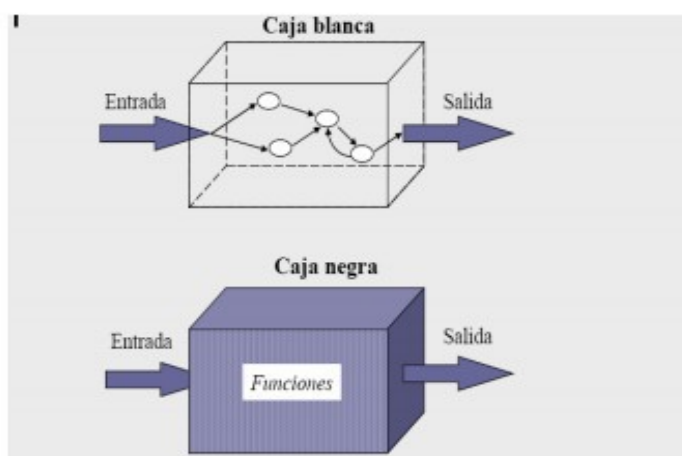 Caja blanca
Entrada
Salida
Caja negra
Entrada
Salida
Funciones